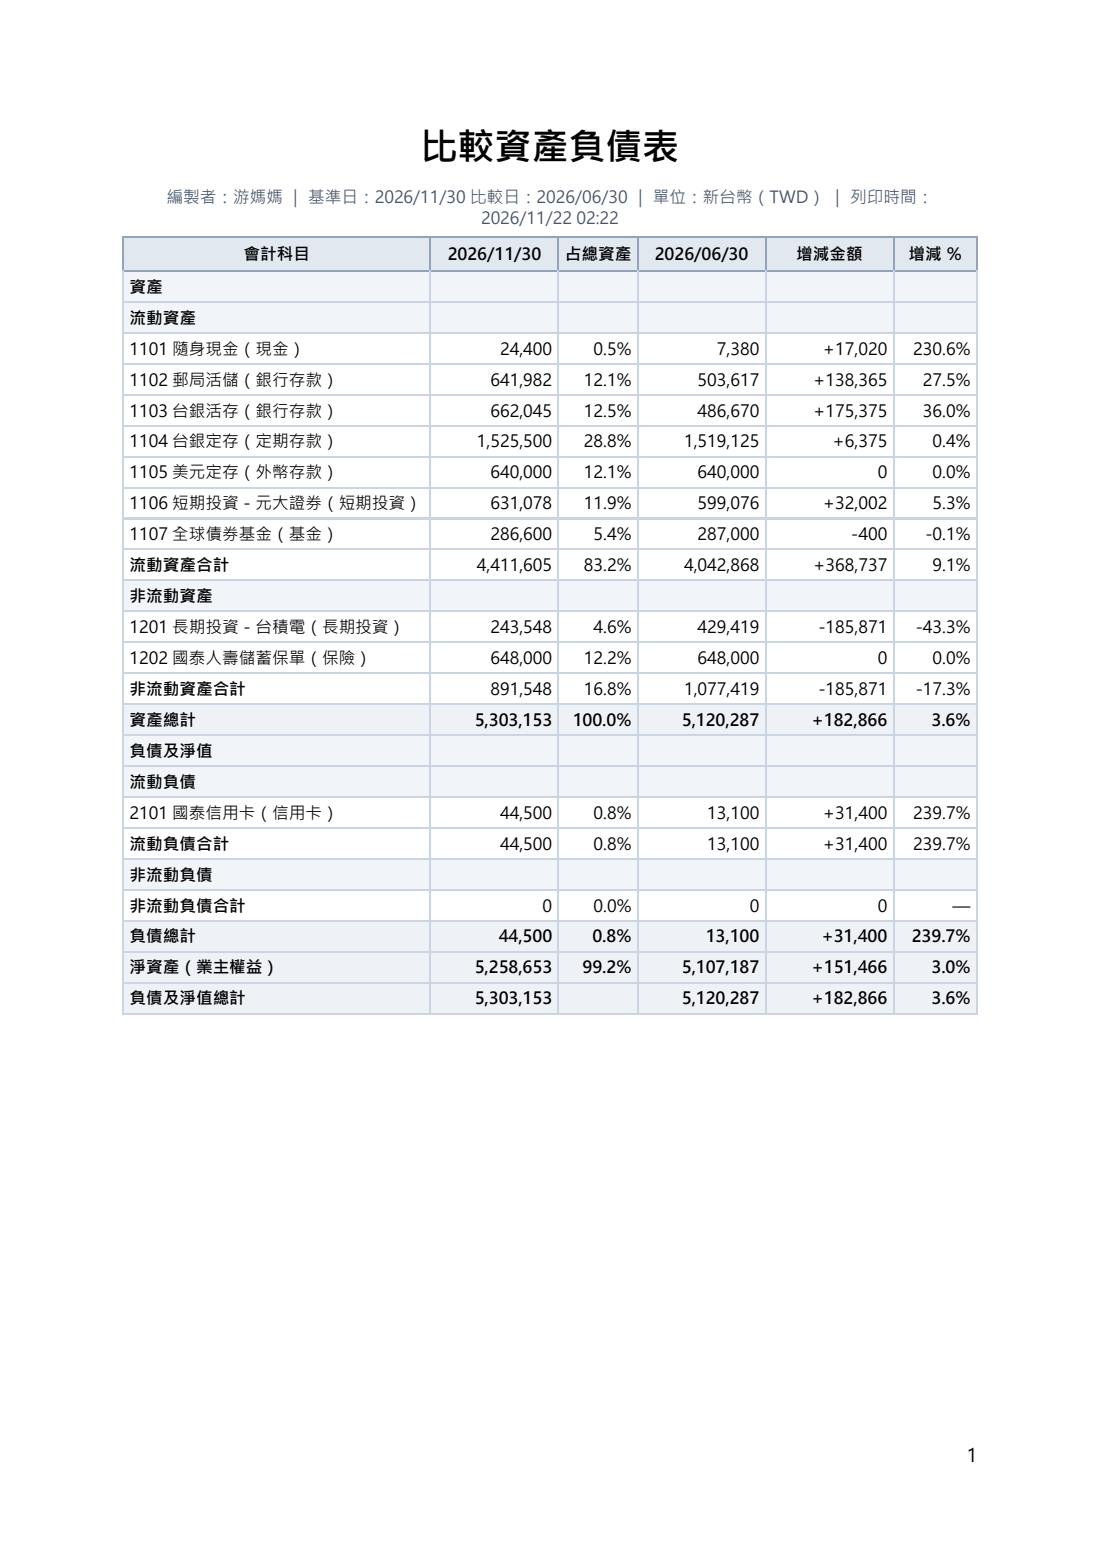 比較資產負債表
編製者：游媽媽 ｜ 基準日：2026/11/30 比較日：2026/06/30 ｜ 單位：新台幣（TWD） ｜ 列印時間：
2026/11/22 02:22
會計科目 2026/11/30 占總資產 2026/06/30 增減金額 增減 %
資產
流動資產
1101 隨身現金（現金） 24,400 0.5% 7,380 +17,020 230.6%
1102 郵局活儲（銀行存款） 641,982 12.1% 503,617 +138,365 27.5%
1103 台銀活存（銀行存款） 662,045 12.5% 486,670 +175,375 36.0%
1104 台銀定存（定期存款） 1,525,500 28.8% 1,519,125 +6,375 0.4%
1105 美元定存（外幣存款） 640,000 12.1% 640,000 0 0.0%
1106 短期投資 - 元大證券（短期投資） 631,078 11.9% 599,076 +32,002 5.3%
1107 全球債券基金（基金） 286,600 5.4% 287,000 -400 -0.1%
流動資產合計 4,411,605 83.2% 4,042,868 +368,737 9.1%
非流動資產
1201 長期投資 - 台積電（長期投資） 243,548 4.6% 429,419 -185,871 -43.3%
1202 國泰人壽儲蓄保單（保險） 648,000 12.2% 648,000 0 0.0%
非流動資產合計 891,548 16.8% 1,077,419 -185,871 -17.3%
資產總計 5,303,153 100.0% 5,120,287 +182,866 3.6%
負債及淨值
流動負債
2101 國泰信用卡（信用卡） 44,500 0.8% 13,100 +31,400 239.7%
流動負債合計 44,500 0.8% 13,100 +31,400 239.7%
非流動負債
非流動負債合計 0 0.0% 0 0 —
負債總計 44,500 0.8% 13,100 +31,400 239.7%
淨資產（業主權益） 5,258,653 99.2% 5,107,187 +151,466 3.0%
負債及淨值總計 5,303,153 5,120,287 +182,866 3.6%
1